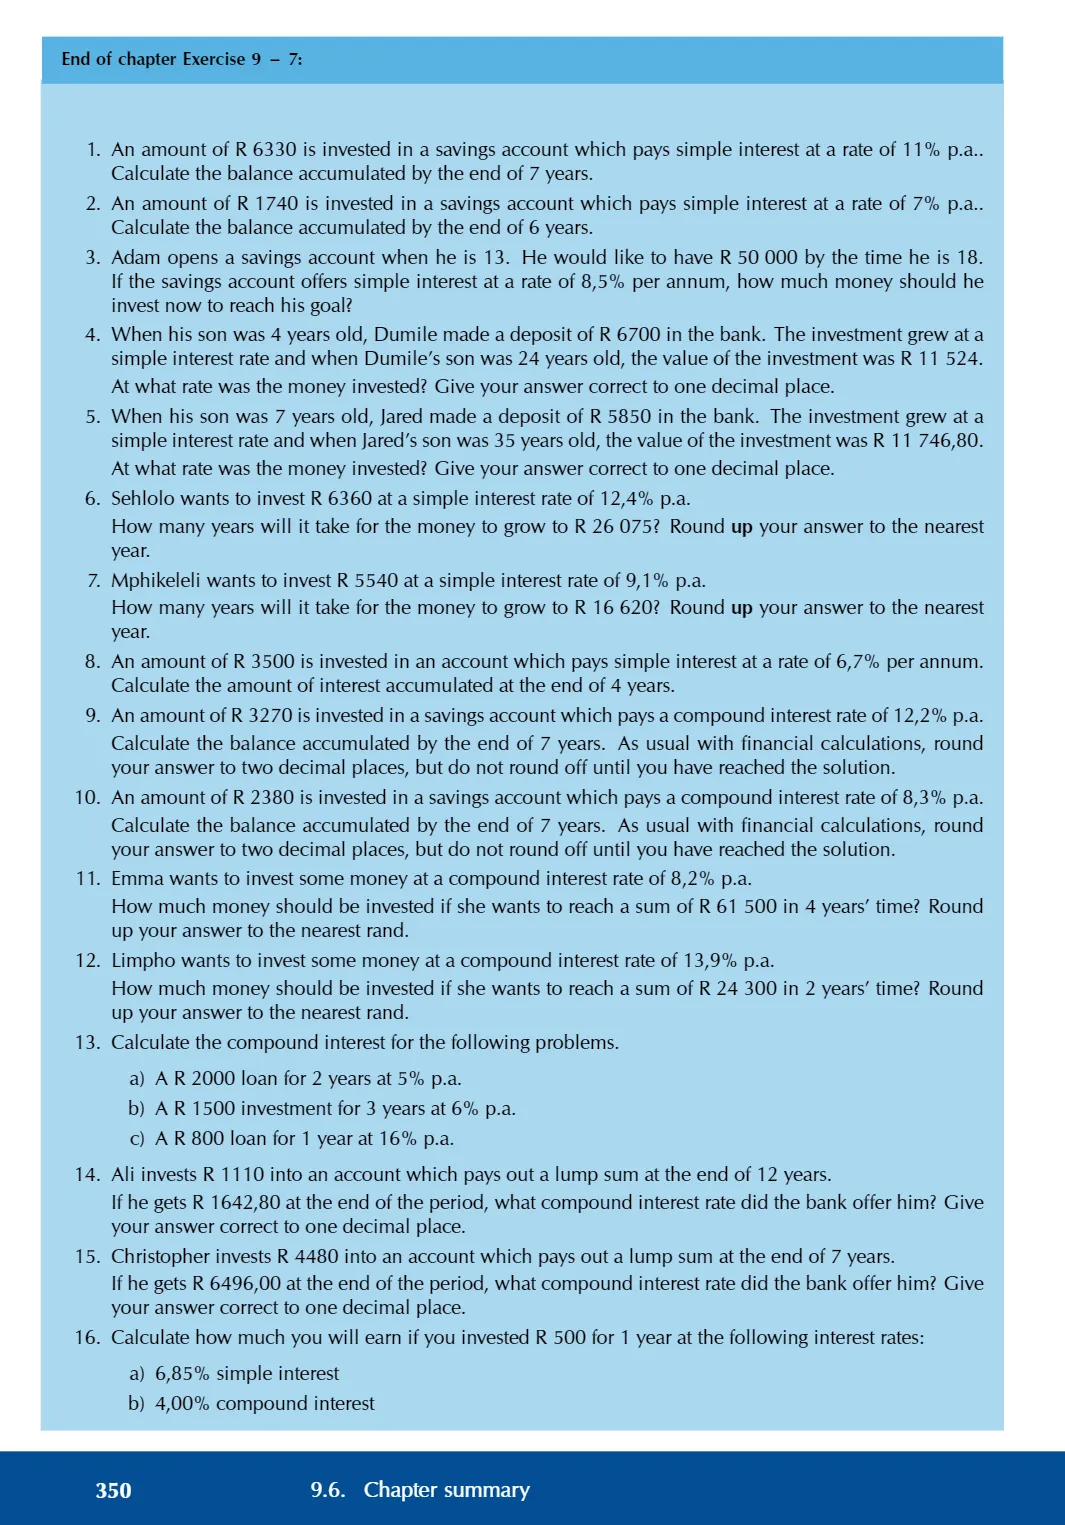 End of chapter Exercise 9 – 7:
1. An amount of R 6330 is invested in a savings account which pays simple interest at a rate of 11% p.a..
Calculate the balance accumulated by the end of 7 years.
2. An amount of R 1740 is invested in a savings account which pays simple interest at a rate of 7% p.a..
Calculate the balance accumulated by the end of 6 years.
3. Adam opens a savings account when he is 13. He would like to have R 50 000 by the time he is 18.
If the savings account offers simple interest at a rate of 8,5% per annum, how much money should he
invest now to reach his goal?
4. When his son was 4 years old, Dumile made a deposit of R 6700 in the bank. The investment grew at a
simple interest rate and when Dumile’s son was 24 years old, the value of the investment was R 11 524.
At what rate was the money invested? Give your answer correct to one decimal place.
5. When his son was 7 years old, Jared made a deposit of R 5850 in the bank. The investment grew at a
simple interest rate and when Jared’s son was 35 years old, the value of the investment was R 11 746,80.
At what rate was the money invested? Give your answer correct to one decimal place.
6. Sehlolo wants to invest R 6360 at a simple interest rate of 12,4% p.a.
How many years will it take for the money to grow to R 26 075? Round up your answer to the nearest
year.
7. Mphikeleli wants to invest R 5540 at a simple interest rate of 9,1% p.a.
How many years will it take for the money to grow to R 16 620? Round up your answer to the nearest
year.
8. An amount of R 3500 is invested in an account which pays simple interest at a rate of 6,7% per annum.
Calculate the amount of interest accumulated at the end of 4 years.
9. An amount of R 3270 is invested in a savings account which pays a compound interest rate of 12,2% p.a.
Calculate the balance accumulated by the end of 7 years. As usual with financial calculations, round
your answer to two decimal places, but do not round off until you have reached the solution.
10. An amount of R 2380 is invested in a savings account which pays a compound interest rate of 8,3% p.a.
Calculate the balance accumulated by the end of 7 years. As usual with financial calculations, round
your answer to two decimal places, but do not round off until you have reached the solution.
11. Emma wants to invest some money at a compound interest rate of 8,2% p.a.
How much money should be invested if she wants to reach a sum of R 61 500 in 4 years’ time? Round
up your answer to the nearest rand.
12. Limpho wants to invest some money at a compound interest rate of 13,9% p.a.
How much money should be invested if she wants to reach a sum of R 24 300 in 2 years’ time? Round
up your answer to the nearest rand.
13. Calculate the compound interest for the following problems.
a) A R 2000 loan for 2 years at 5% p.a.
b) A R 1500 investment for 3 years at 6% p.a.
c) A R 800 loan for 1 year at 16% p.a.
14. Ali invests R 1110 into an account which pays out a lump sum at the end of 12 years.
If he gets R 1642,80 at the end of the period, what compound interest rate did the bank offer him? Give
your answer correct to one decimal place.
15. Christopher invests R 4480 into an account which pays out a lump sum at the end of 7 years.
If he gets R 6496,00 at the end of the period, what compound interest rate did the bank offer him? Give
your answer correct to one decimal place.
16. Calculate how much you will earn if you invested R 500 for 1 year at the following interest rates:
a) 6,85% simple interest
b) 4,00% compound interest
350 9.6. Chapter summary